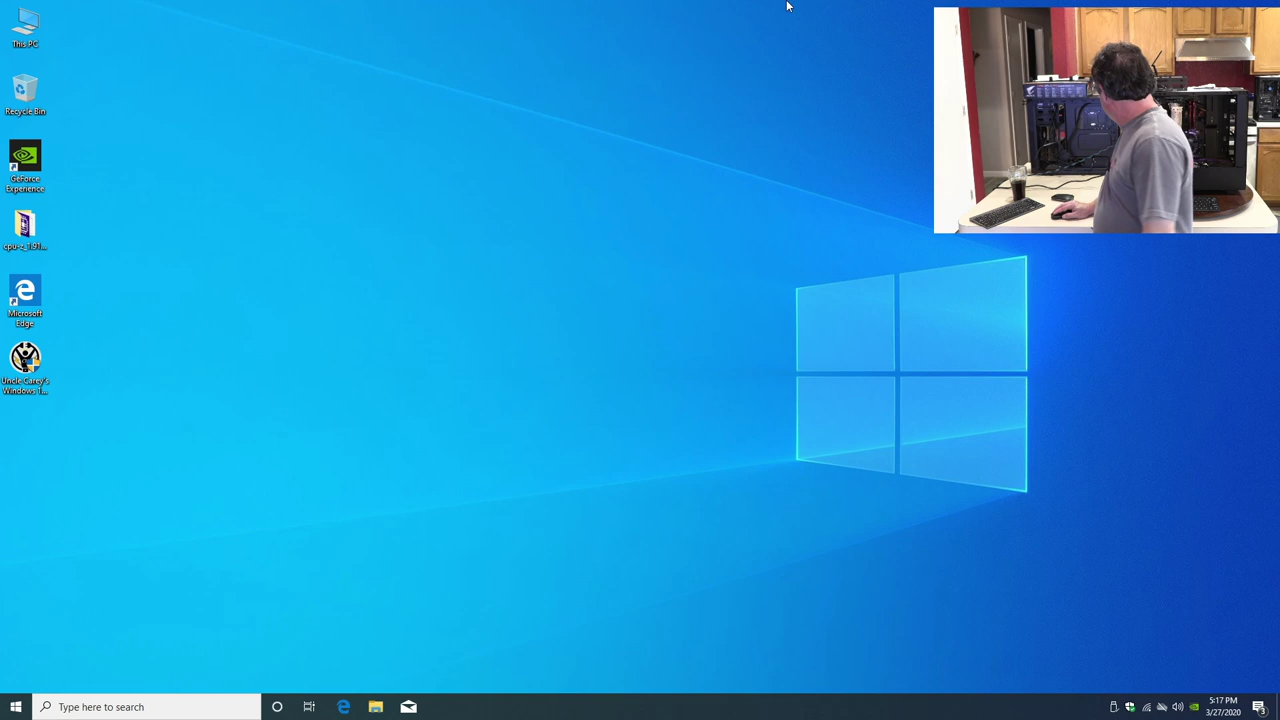 This PC
Recycle Bin
GeForce
Experience
cpu-z_1.91...
Microsoft
Edge
Uncle Carey's
Windows 1...
Type here to search
5:17 PM
3/27/2020
3